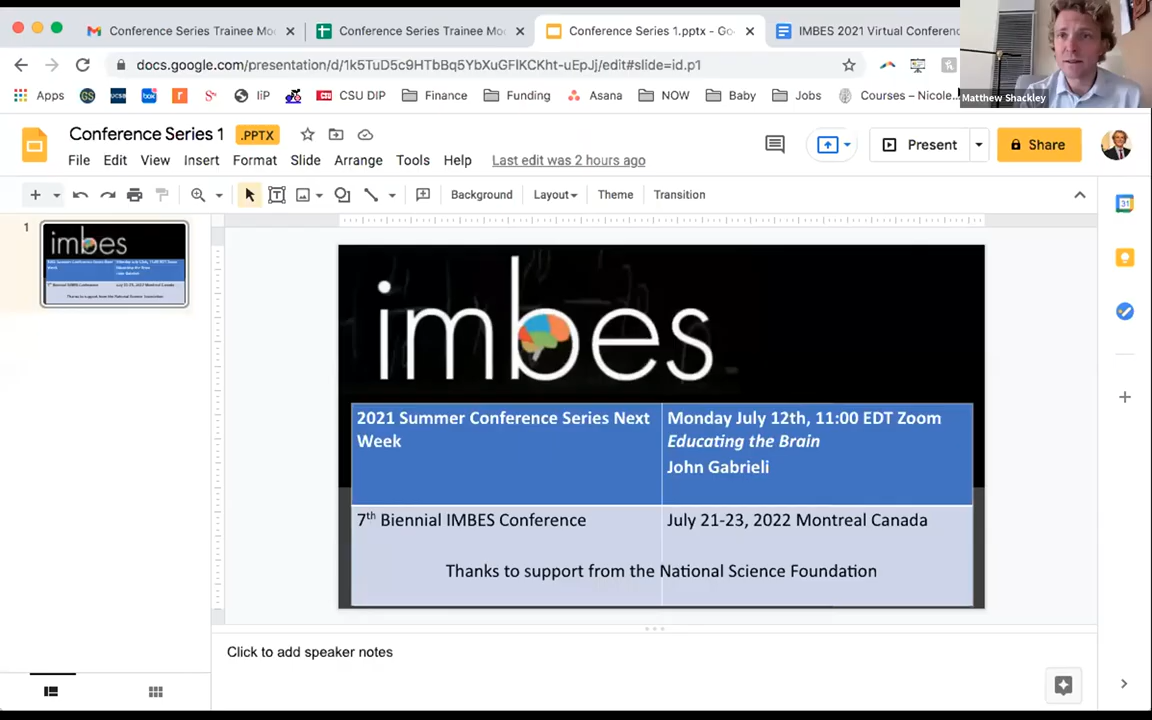 Conference Series Trainee Mo
Conference Series Trainee Mo
Conference Series 1.pptx - Go
IMBES 2021 Virtual Conferen
docs.google.com/presentation/d/1k5TuD5c9HTbBq5YbXuGFlKCKht-uEpJj/edit#slide=id.p1
Matthew Shackley
Apps
IiP
CSU DIP
Finance
Funding
Asana
NOW
Baby
Jobs
Courses – Nicole...
Conference Series 1
.PPTX
Present
Share
File
Edit
View
Insert
Format
Slide
Arrange
Tools
Help
Last edit was 2 hours ago
Background
Layout
Theme
Transition
1
imbes
2021 Summer Conference Series Next
Week
Monday July 12th, 11:00 EDT Zoom
Educating the Brain
John Gabrieli
7th Biennial IMBES Conference
July 21-23, 2022 Montreal Canada
Thanks to support from the National Science Foundation
Click to add speaker notes